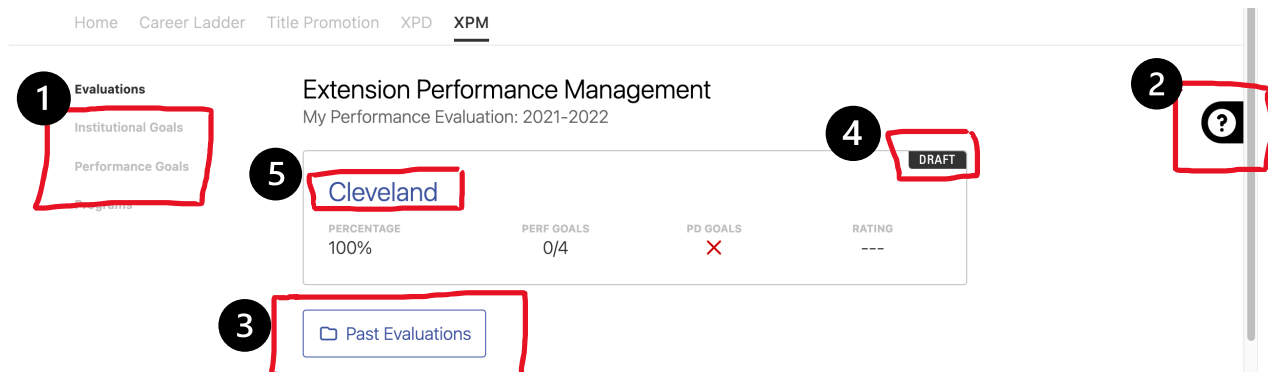 Home Career Ladder Title Promotion XPD XPM
1
Evaluations
Institutional Goals
Performance Goals
Programs
Extension Performance Management
My Performance Evaluation: 2021-2022
2
?
4
DRAFT
5
Cleveland
PERCENTAGE PERF GOALS PD GOALS RATING
100% 0/4 ---
3
Past Evaluations